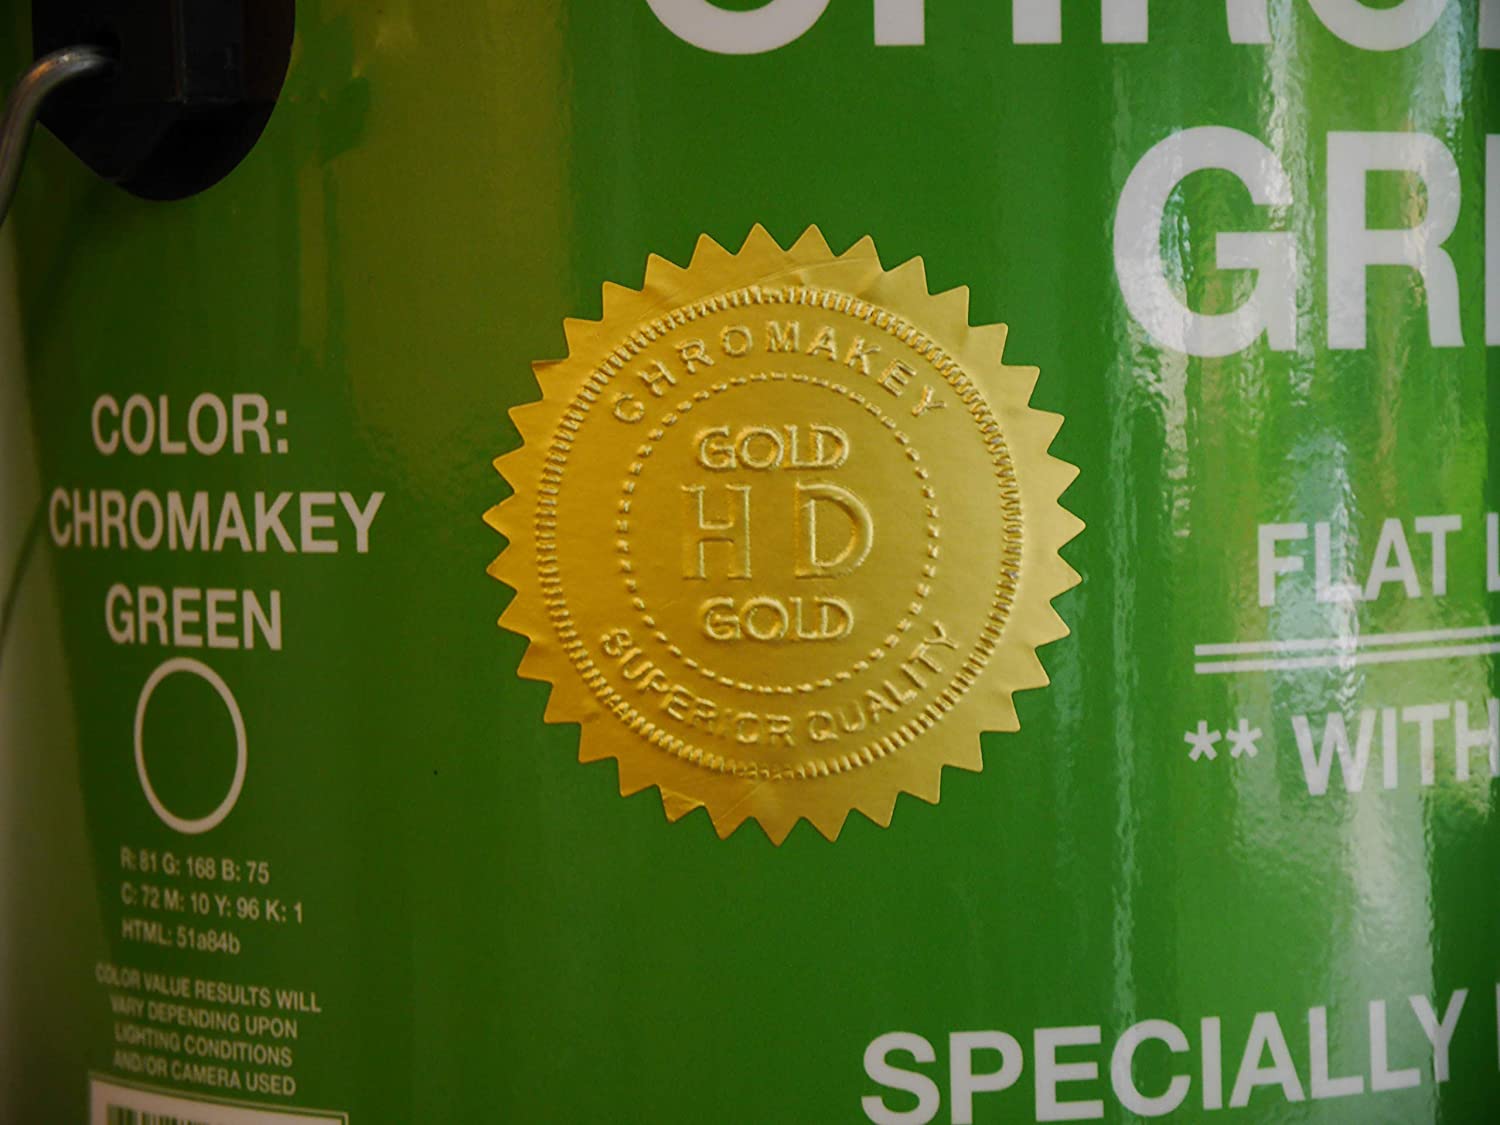 COLOR:
CHROMAKEY
GREEN
R: 81 G: 168 B: 75
C: 72 M: 10 Y: 96 K: 1
HTML: 51a84b
COLOR VALUE RESULTS WILL
VARY DEPENDING UPON
LIGHTING CONDITIONS
AND/OR CAMERA USED
CHROMAKEY
GOLD
HD
GOLD
SUPERIOR QUALITY
FLAT
** WITH
SPECIALLY